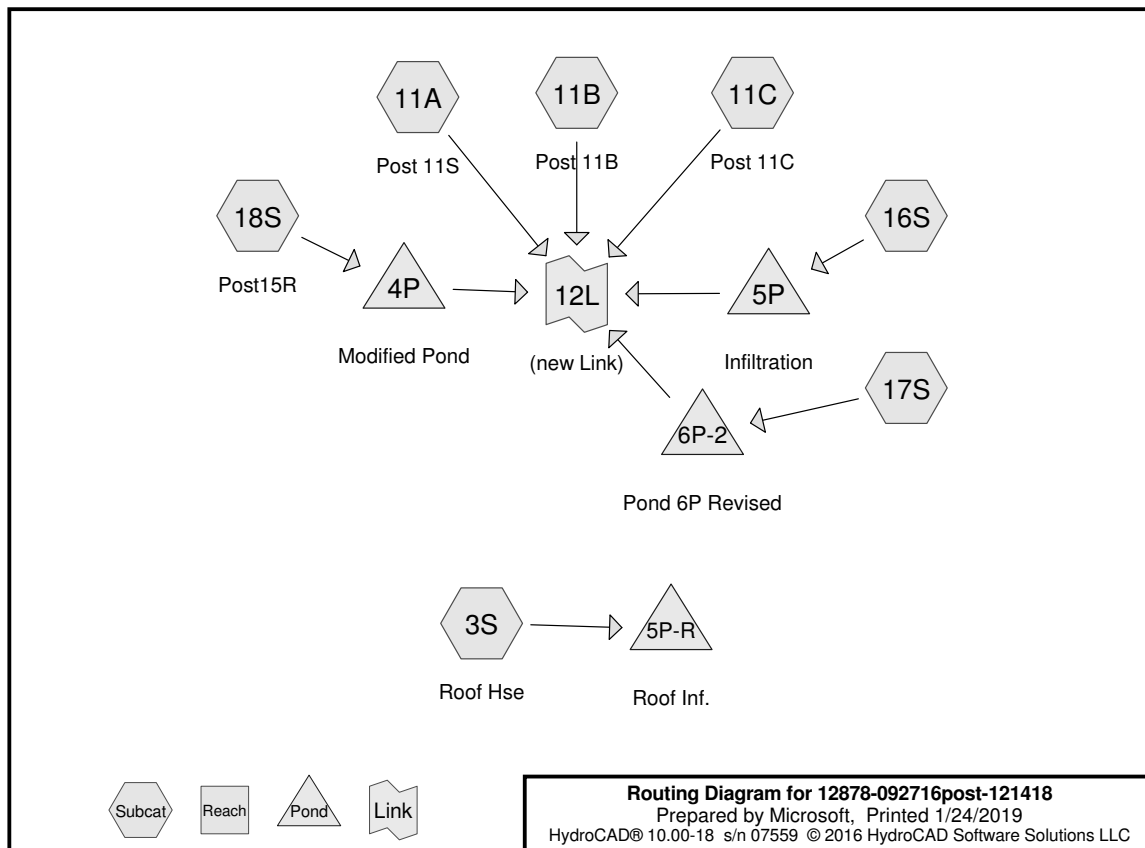 11A
11B
11C
Post 11S
Post 11B
Post 11C
18S
16S
Post15R
4P
12L
5P
Modified Pond
(new Link)
Infiltration
17S
6P-2
Pond 6P Revised
3S
5P-R
Roof Hse
Roof Inf.
Subcat
Reach
Pond
Link
Routing Diagram for 12878-092716post-121418
Prepared by Microsoft, Printed 1/24/2019
HydroCAD® 10.00-18 s/n 07559 © 2016 HydroCAD Software Solutions LLC